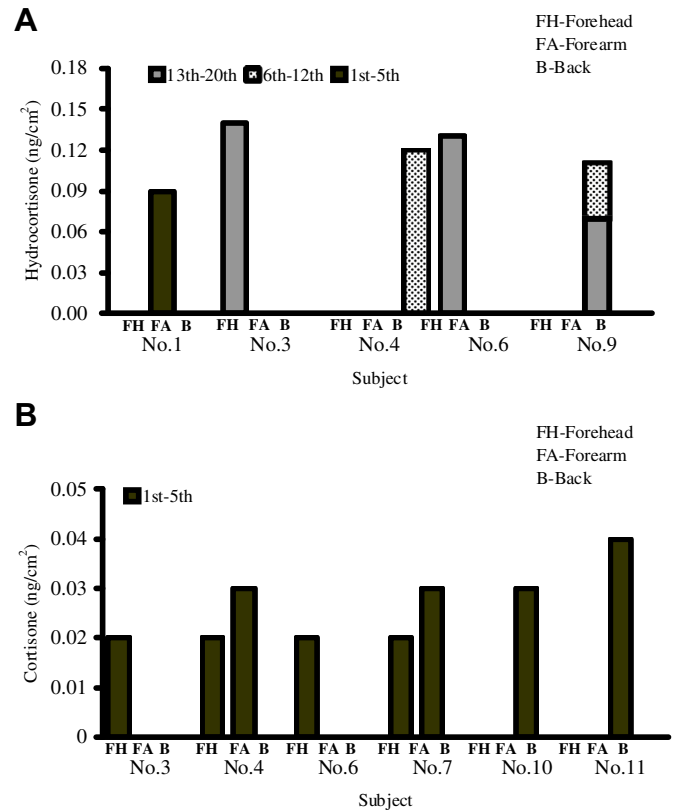 A
FH-Forehead
FA-Forearm
B-Back
13th-20th 6th-12th 1st-5th
Hydrocortisone (ng/cm²)
0.18
0.15
0.12
0.09
0.06
0.03
0.00
FH FA B FH FA B FH FA B FH FA B FH FA B
No.1 No.3 No.4 No.6 No.9
Subject
B
FH-Forehead
FA-Forearm
B-Back
1st-5th
Cortisone (ng/cm²)
0.05
0.04
0.03
0.02
0.01
0
FH FA B FH FA B FH FA B FH FA B FH FA B FH FA B
No.3 No.4 No.6 No.7 No.10 No.11
Subject